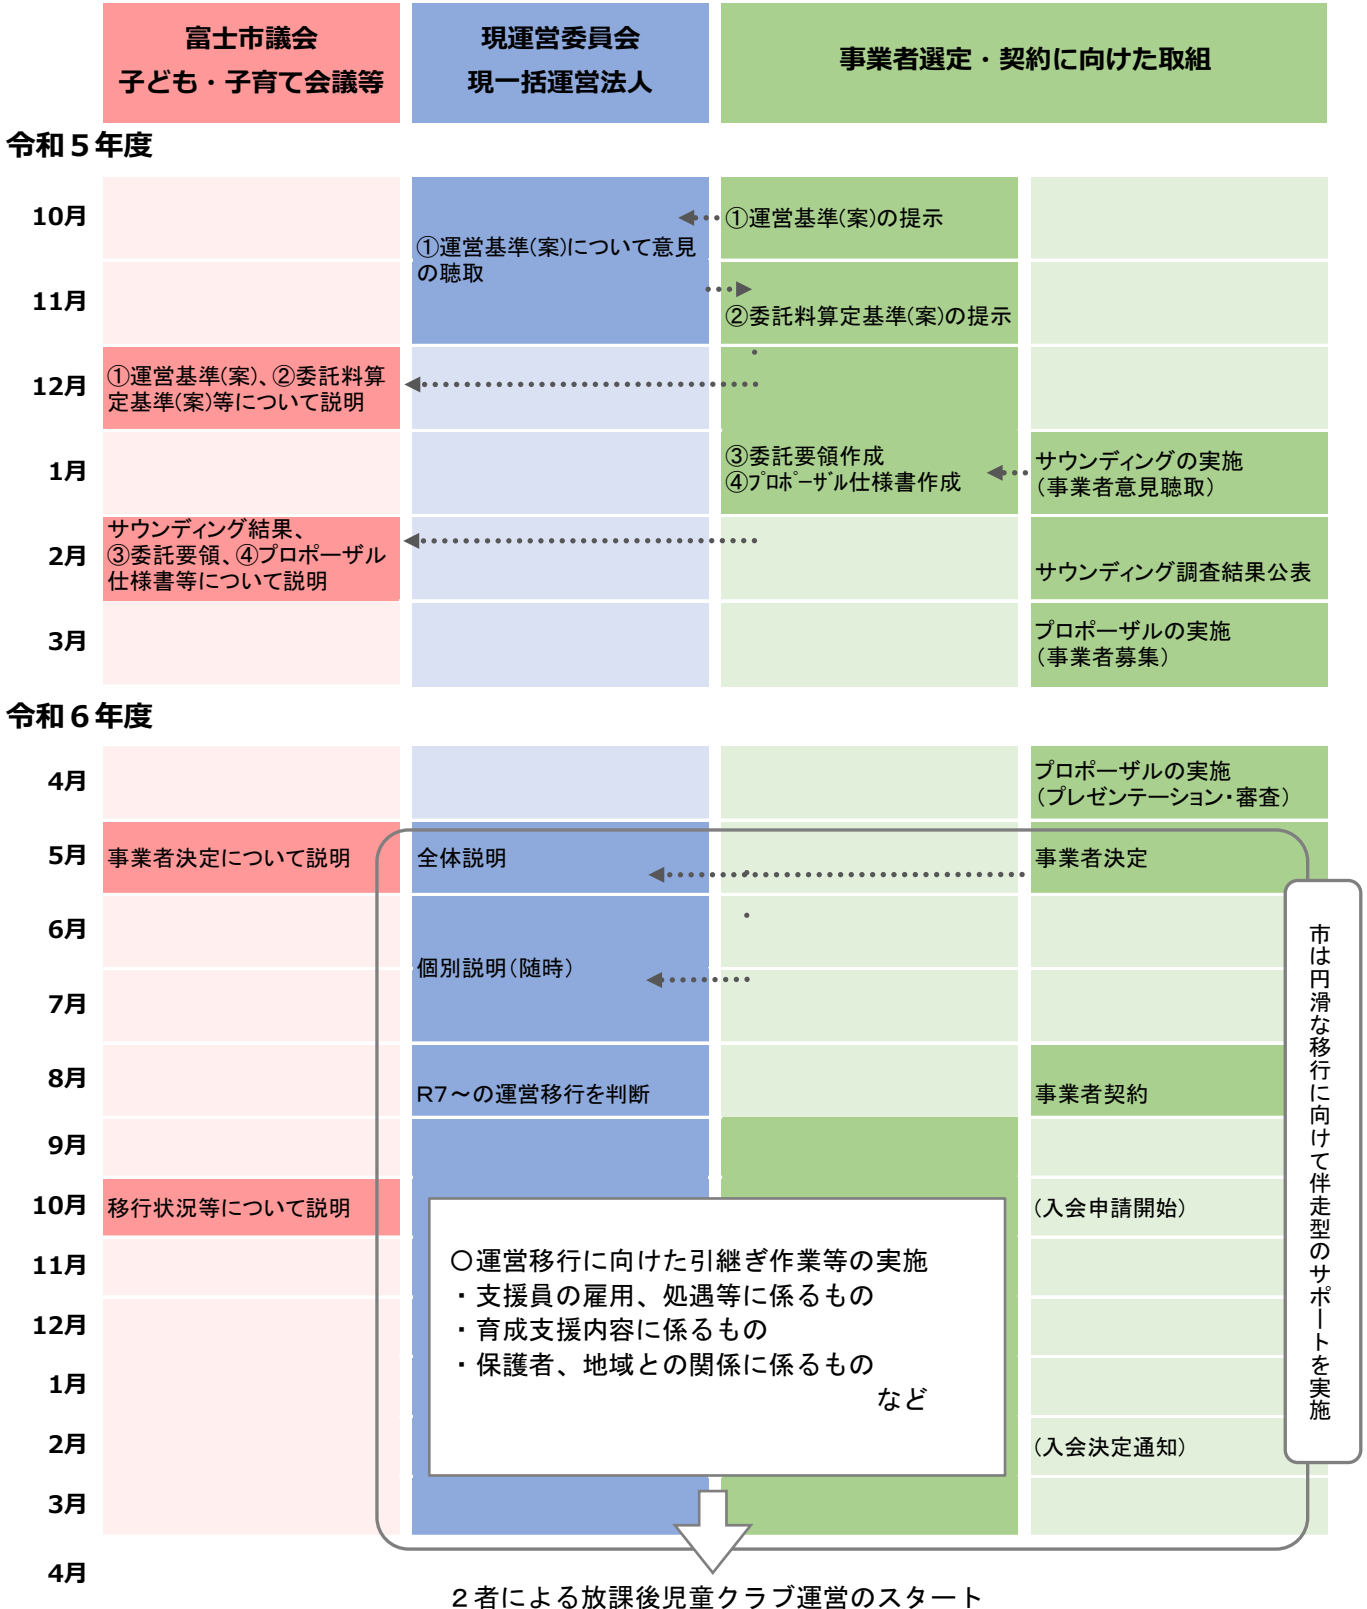 富士市議会
子ども・子育て会議等
現運営委員会
現一括運営法人
事業者選定・契約に向けた取組
令和５年度
10月
①運営基準(案)の提示
①運営基準(案)について意見
の聴取
11月
②委託料算定基準(案)の提示
12月
①運営基準(案)、②委託料算
定基準(案)等について説明
1月
③委託要領作成
④ﾌﾟﾛﾎﾟｰｻﾞﾙ仕様書作成
サウンディングの実施
（事業者意見聴取）
2月
サウンディング結果、
③委託要領、④プロポーザル
仕様書等について説明
サウンディング調査結果公表
3月
プロポーザルの実施
（事業者募集）
令和６年度
4月
プロポーザルの実施
（プレゼンテーション・審査）
5月
事業者決定について説明
全体説明
事業者決定
6月
個別説明（随時）
7月
8月
R7～の運営移行を判断
事業者契約
9月
10月
移行状況等について説明
（入会申請開始）
11月
12月
1月
2月
（入会決定通知）
3月
4月
〇運営移行に向けた引継ぎ作業等の実施
・支援員の雇用、処遇等に係るもの
・育成支援内容に係るもの
・保護者、地域との関係に係るもの
など
市は円滑な移行に向けて伴走型のサポートを実施
２者による放課後児童クラブ運営のスタート